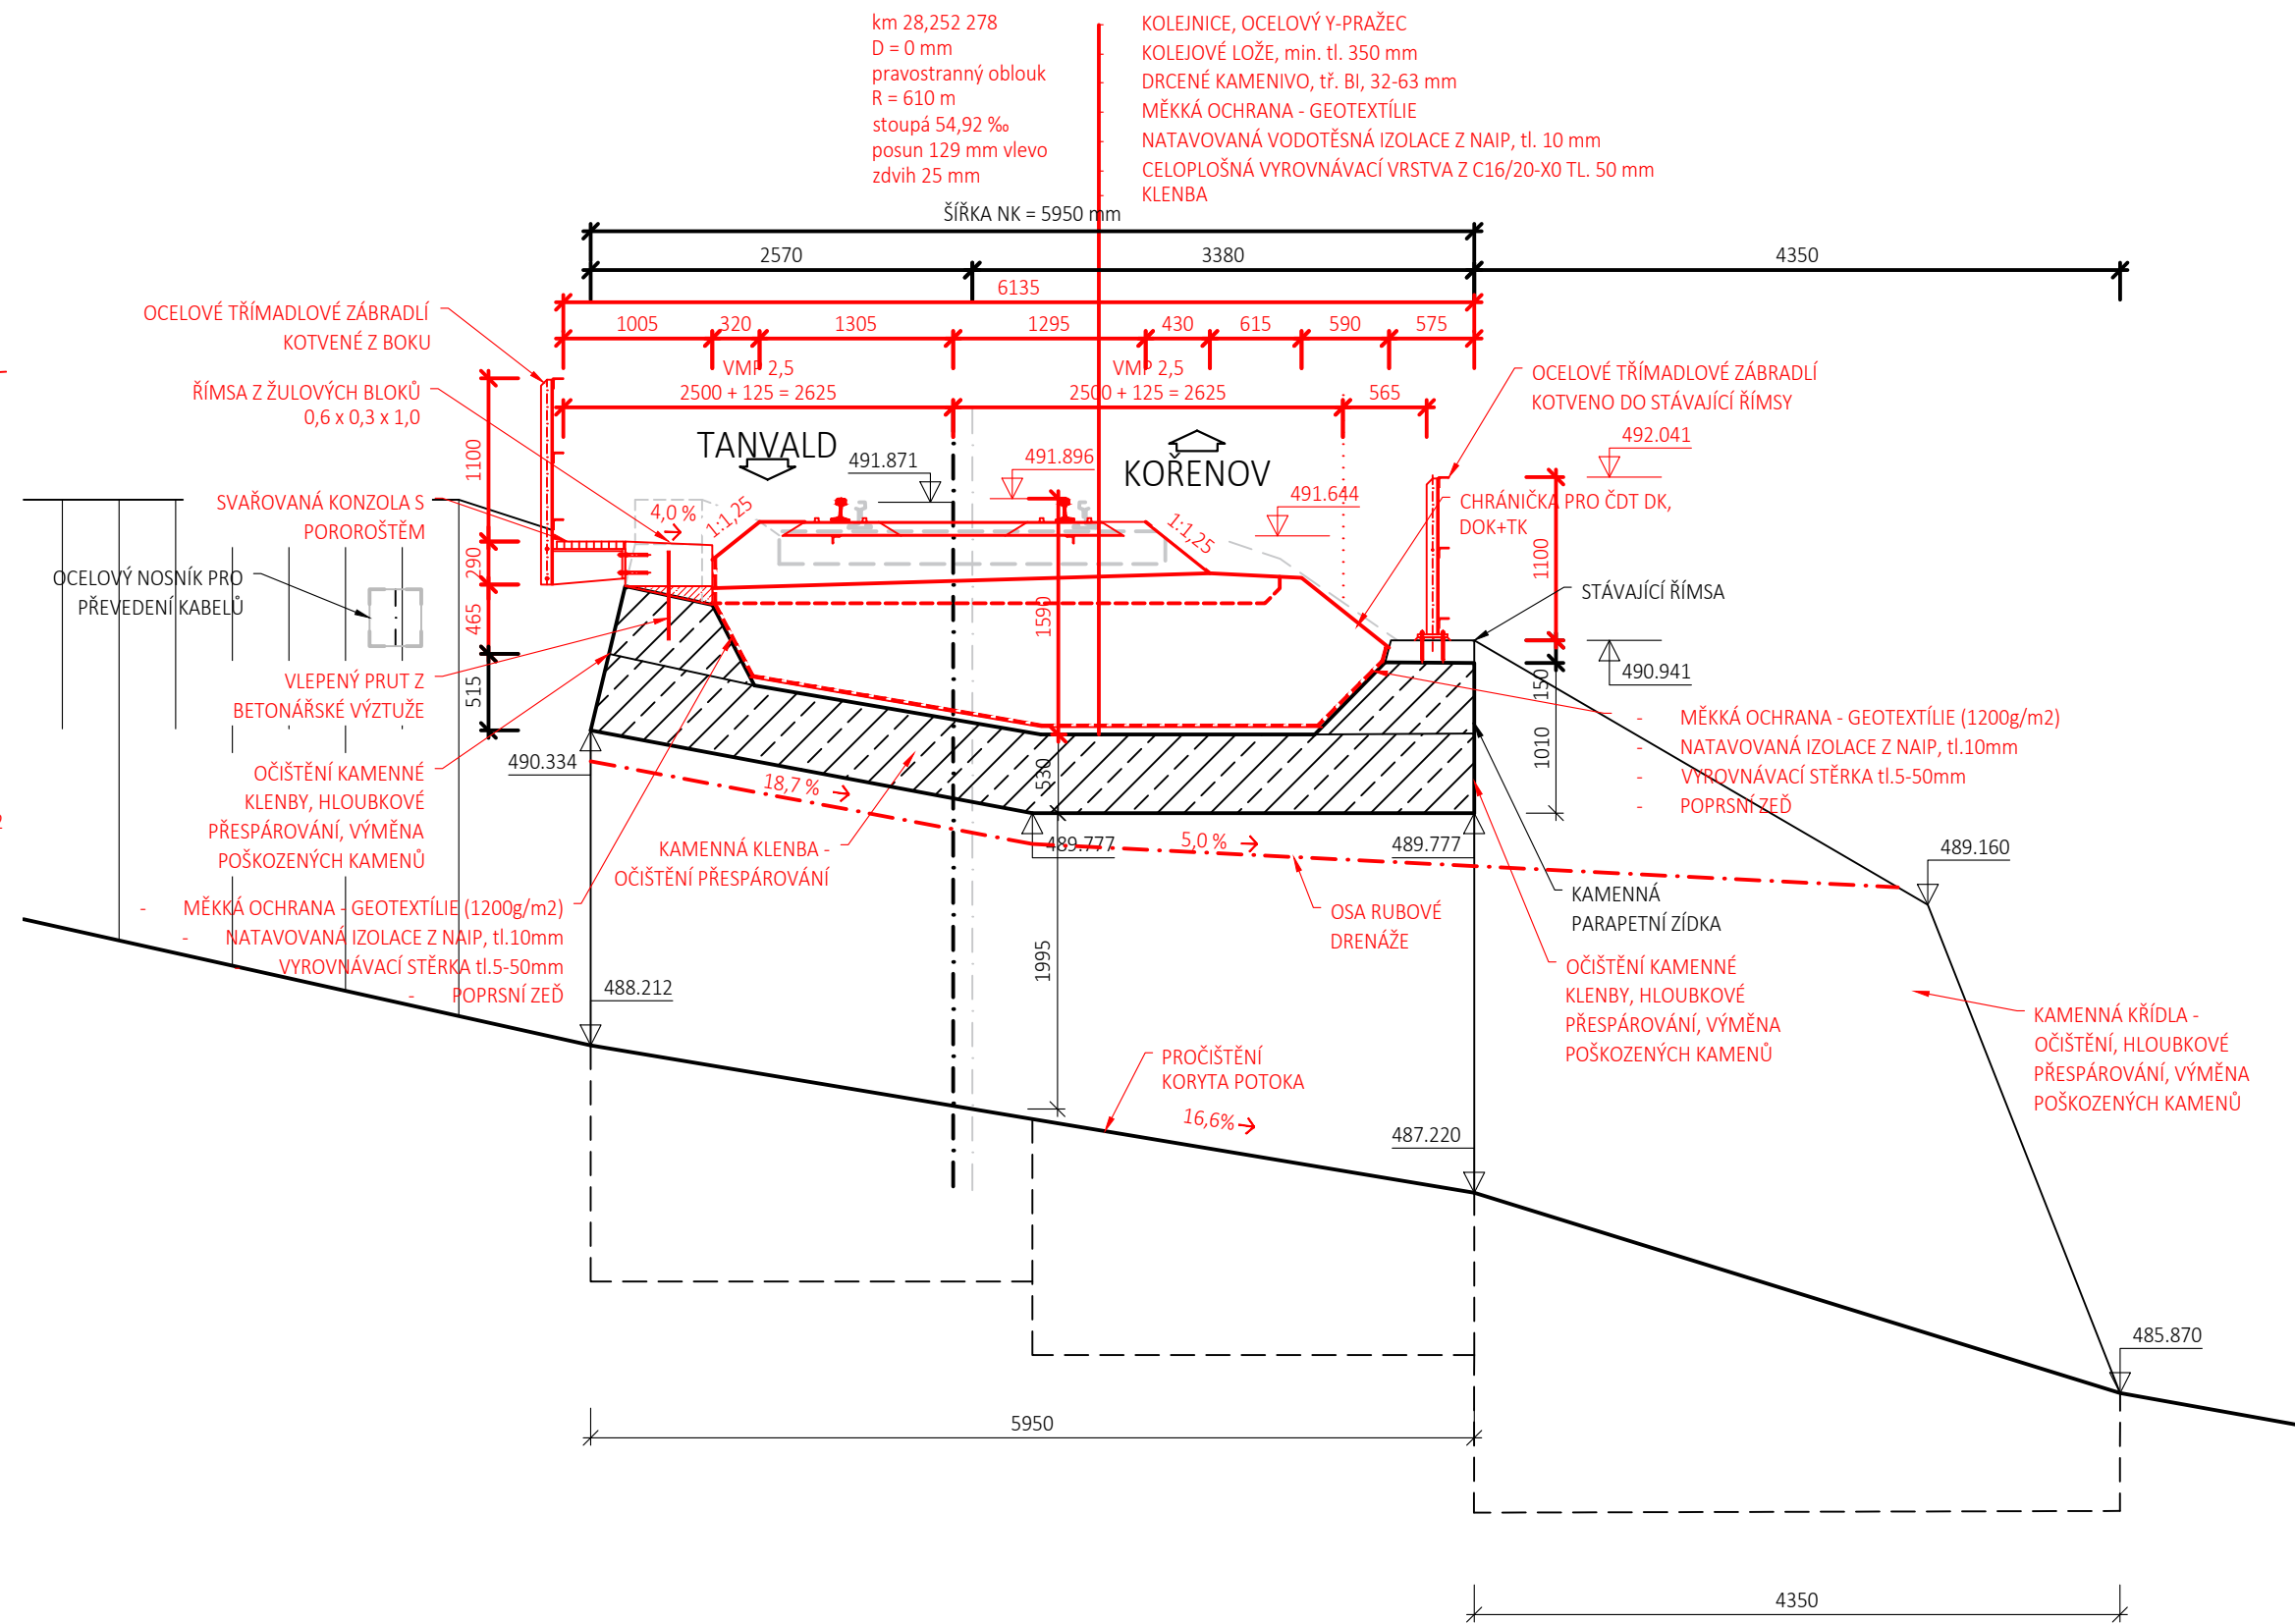 km 28,252 278
D = 0 mm
pravostranný oblouk
R = 610 m
stoupá 54,92 ‰
posun 129 mm vlevo
zdvih 25 mm
KOLEJNICE, OCELOVÝ Y-PRAŽEC
KOLEJOVÉ LOŽE, min. tl. 350 mm
DRCENÉ KAMENIVO, tř. BI, 32-63 mm
MĚKKÁ OCHRANA - GEOTEXTÍLIE
NATAVOVANÁ VODOTĚSNÁ IZOLACE Z NAIP, tl. 10 mm
CELOPLOŠNÁ VYROVNÁVACÍ VRSTVA Z C16/20-X0 TL. 50 mm
KLENBA
ŠÍŘKA NK = 5950 mm
2570
3380
4350
6135
1005
320
1305
1295
430
615
590
575
VMP 2,5
2500 + 125 = 2625
VMP 2,5
2500 + 125 = 2625
565
OCELOVÉ TŘÍMADLOVÉ ZÁBRADLÍ
KOTVENÉ Z BOKU
ŘÍMSA Z ŽULOVÝCH BLOKŮ
0,6 x 0,3 x 1,0
SVAŘOVANÁ KONZOLA S
POROROŠTĚM
OCELOVÝ NOSNÍK PRO
PŘEVEDENÍ KABELŮ
1100
290
465
515
TANVALD
KOŘENOV
491.871
491.896
491.644
4,0 %
1:1,25
1:1,25
OCELOVÉ TŘÍMADLOVÉ ZÁBRADLÍ
KOTVENO DO STÁVAJÍCÍ ŘÍMSY
492.041
CHRÁNIČKA PRO ČDT DK,
DOK+TK
1100
STÁVAJÍCÍ ŘÍMSA
490.941
150
1010
1590
530
1995
VLEPENÝ PRUT Z
BETONÁŘSKÉ VÝZTUŽE
OČIŠTĚNÍ KAMENNÉ
KLENBY, HLOUBKOVÉ
PŘESPÁROVÁNÍ, VÝMĚNA
POŠKOZENÝCH KAMENŮ
- MĚKKÁ OCHRANA - GEOTEXTÍLIE (1200g/m2)
- NATAVOVANÁ IZOLACE Z NAIP, tl.10mm
- VYROVNÁVACÍ STĚRKA tl.5-50mm
- POPRSNÍ ZEĎ
490.334
18,7 %
KAMENNÁ KLENBA -
OČIŠTĚNÍ PŘESPÁROVÁNÍ
489.777
5,0 %
489.777
- MĚKKÁ OCHRANA - GEOTEXTÍLIE (1200g/m2)
- NATAVOVANÁ IZOLACE Z NAIP, tl.10mm
- VYROVNÁVACÍ STĚRKA tl.5-50mm
- POPRSNÍ ZEĎ
489.160
KAMENNÁ
PARAPETNÍ ZÍDKA
OSA RUBOVÉ
DRENÁŽE
OČIŠTĚNÍ KAMENNÉ
KLENBY, HLOUBKOVÉ
PŘESPÁROVÁNÍ, VÝMĚNA
POŠKOZENÝCH KAMENŮ
KAMENNÁ KŘÍDLA -
OČIŠTĚNÍ, HLOUBKOVÉ
PŘESPÁROVÁNÍ, VÝMĚNA
POŠKOZENÝCH KAMENŮ
488.212
PROČIŠTĚNÍ
KORYTA POTOKA
16,6%
487.220
485.870
5950
4350